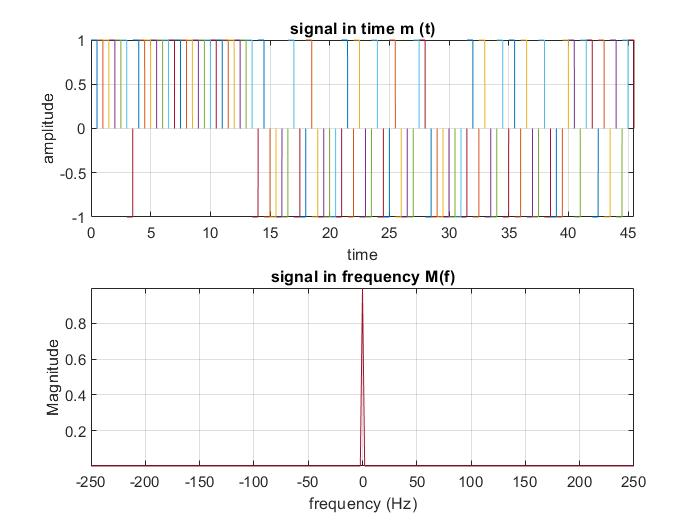 signal in time m (t)
1
0.5
0
-0.5
-1
amplitude
0 5 10 15 20 25 30 35 40 45
time
signal in frequency M(f)
0.8
0.6
0.4
0.2
Magnitude
-250 -200 -150 -100 -50 0 50 100 150 200 250
frequency (Hz)